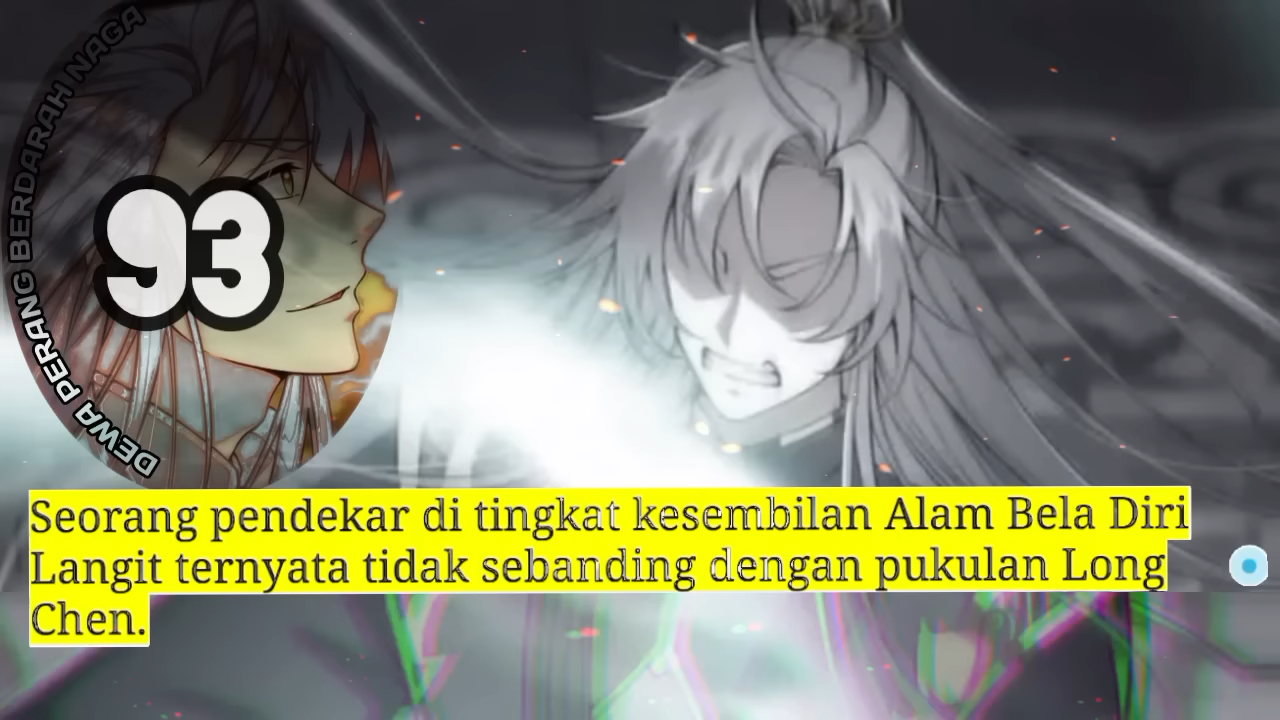 DEWA PERANG BERDARAH NAGA
93
Seorang pendekar di tingkat kesembilan Alam Bela Diri
Langit ternyata tidak sebanding dengan pukulan Long
Chen.